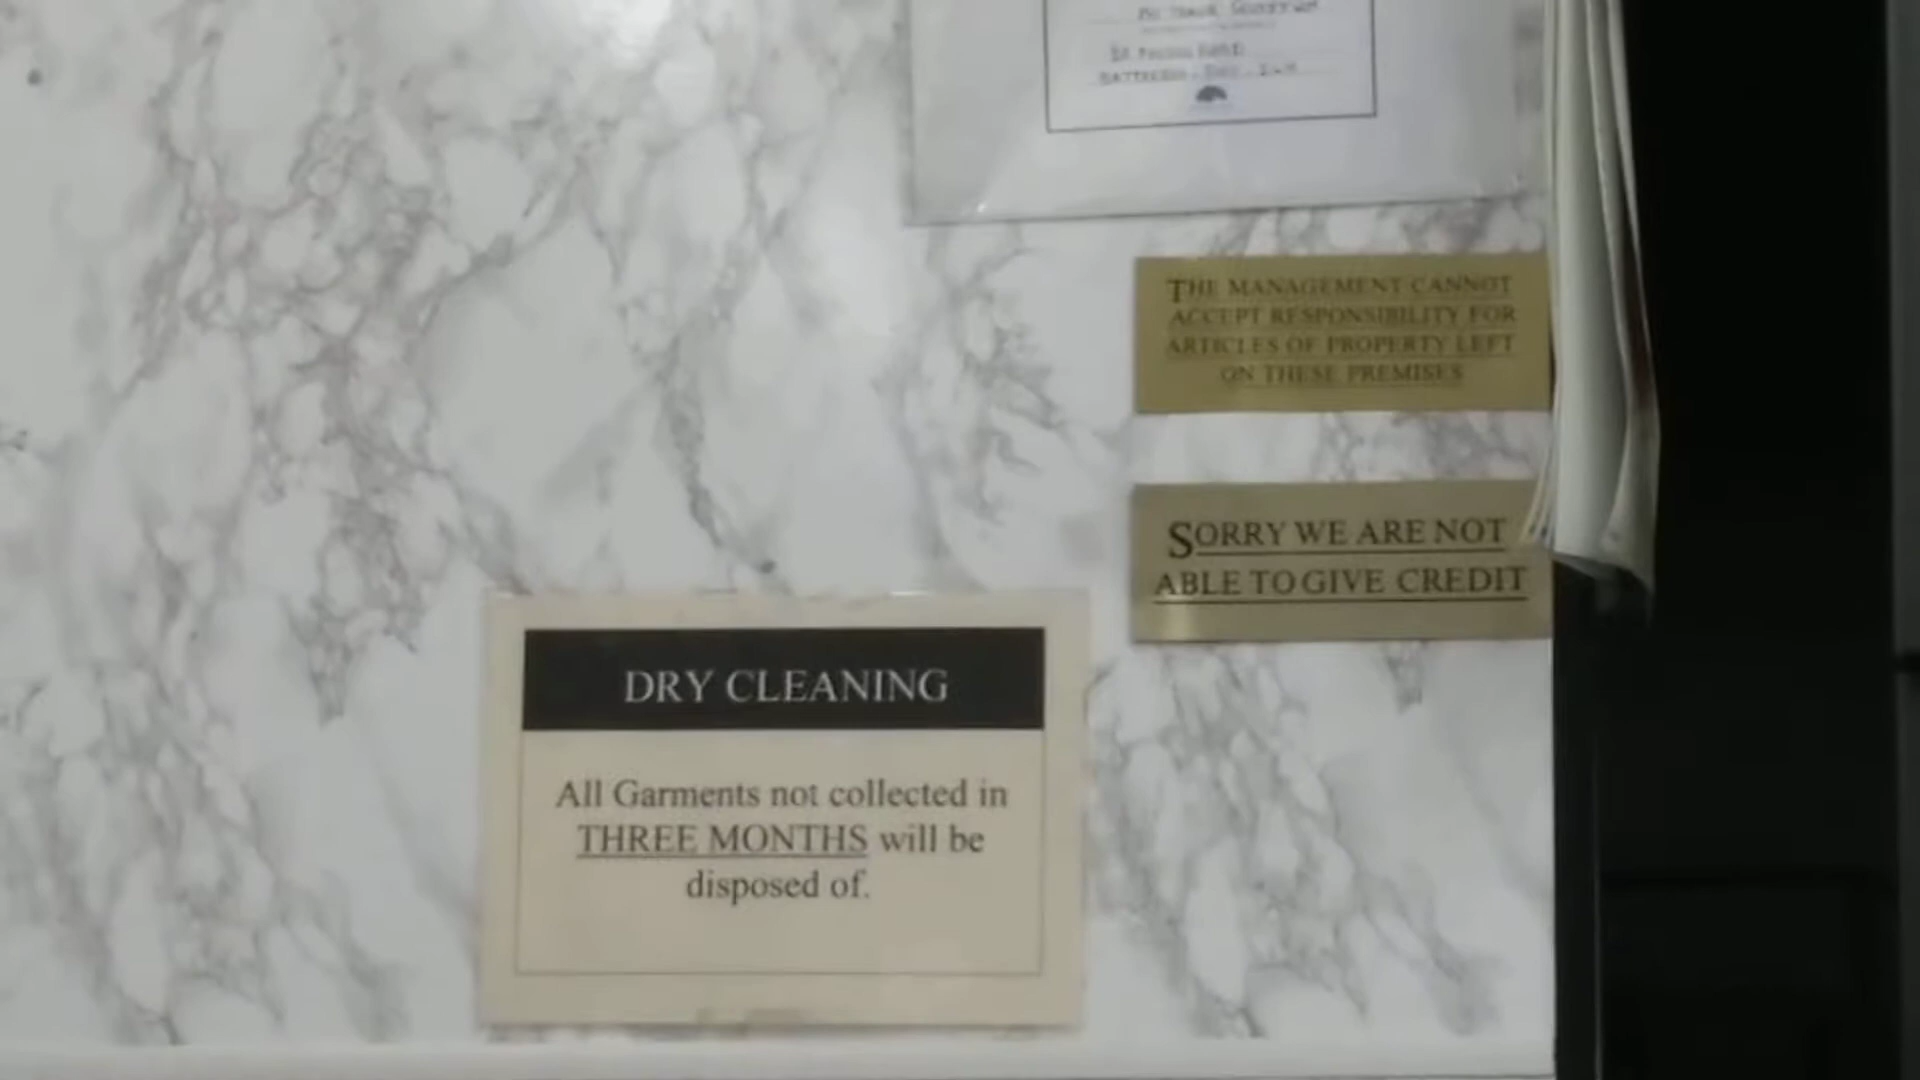 THE MANAGEMENT CANNOT
ACCEPT RESPONSIBILITY FOR
ARTICLES OF PROPERTY LEFT
ON THESE PREMISES
SORRY WE ARE NOT
ABLE TO GIVE CREDIT
DRY CLEANING
All Garments not collected in
THREE MONTHS will be
disposed of.